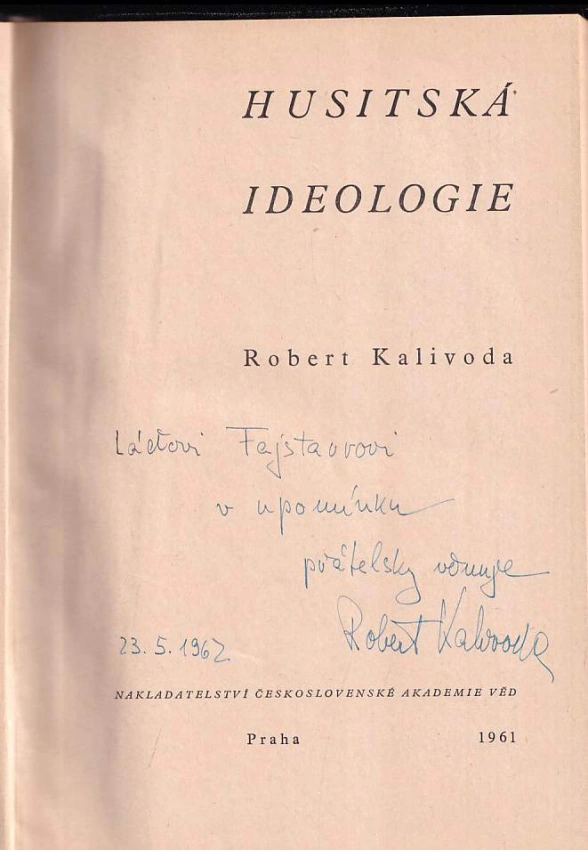 HUSITSKÁ
IDEOLOGIE
Robert Kalivoda
Láďovi Fajstaurovi
v upomínku
přátelsky věnuje
Robert Kalivoda
23. 5. 1962
NAKLADATELSTVÍ ČESKOSLOVENSKÉ AKADEMIE VĚD
Praha 1961